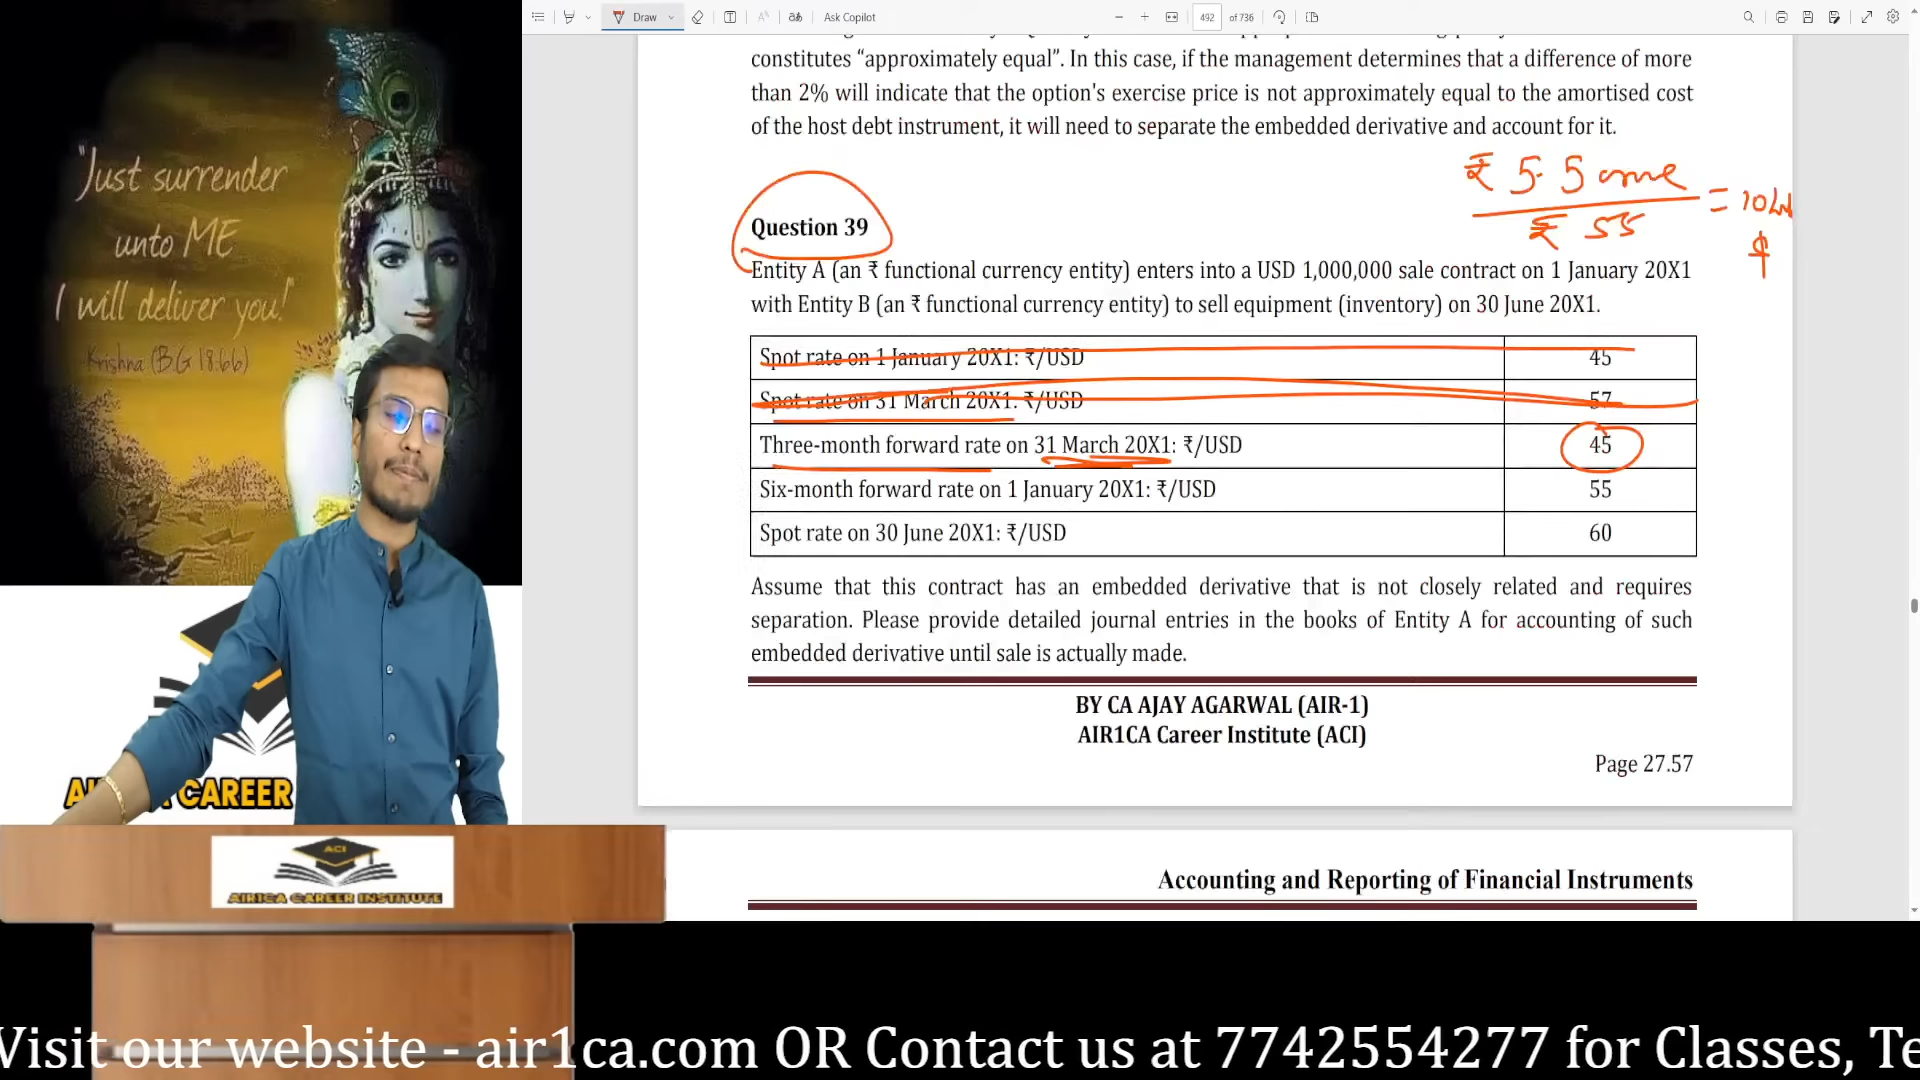 Draw
Ask Copilot
492 of 736
"Just surrender
unto ME
I will deliver you!"
Krishna (B.G 18.66)
constitutes “approximately equal”. In this case, if the management determines that a difference of more
than 2% will indicate that the option's exercise price is not approximately equal to the amortised cost
of the host debt instrument, it will need to separate the embedded derivative and account for it.
₹ 5.5 crore
₹ 55
=
$
Question 39
Entity A (an ₹ functional currency entity) enters into a USD 1,000,000 sale contract on 1 January 20X1
with Entity B (an ₹ functional currency entity) to sell equipment (inventory) on 30 June 20X1.
Spot rate on 1 January 20X1: ₹/USD 45
Spot rate on 31 March 20X1: ₹/USD 57
Three-month forward rate on 31 March 20X1: ₹/USD 45
Six-month forward rate on 1 January 20X1: ₹/USD 55
Spot rate on 30 June 20X1: ₹/USD 60
Assume that this contract has an embedded derivative that is not closely related and requires
separation. Please provide detailed journal entries in the books of Entity A for accounting of such
embedded derivative until sale is actually made.
BY CA AJAY AGARWAL (AIR-1)
AIR1CA Career Institute (ACI)
Page 27.57
Accounting and Reporting of Financial Instruments
CAREER
ACI
AIR1CA CAREER INSTITUTE
Visit our website - air1ca.com OR Contact us at 7742554277 for Classes, Te